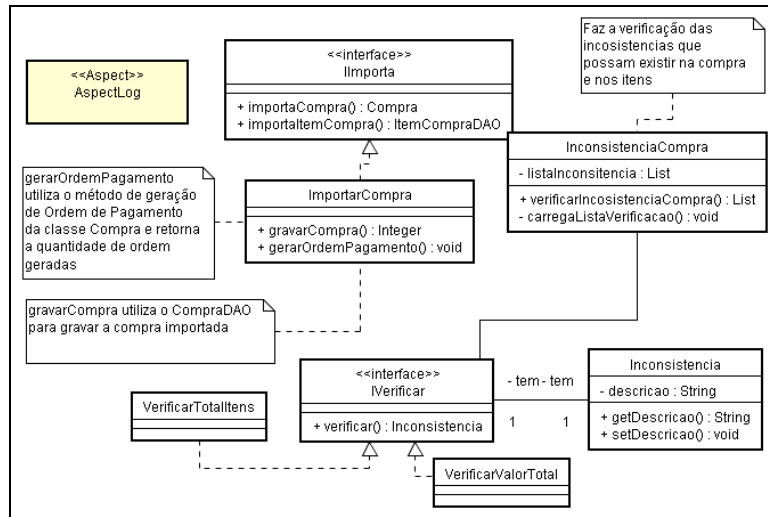 <<Aspect>>
AspectLog
<<interface>>
IImporta
+ importaCompra() : Compra
+ importaItemCompra() : ItemCompraDAO
Faz a verificação das
incosistencias que
possam existir na compra
e nos itens
InconsistenciaCompra
- listaInconsitencia : List
+ verificarIncosistenciaCompra() : List
- carregaListaVerificacao() : void
gerarOrdemPagamento
utiliza o método de geração
de Ordem de Pagamento
da classe Compra e retorna
a quantidade de ordem
geradas
ImportarCompra
+ gravarCompra() : Integer
+ gerarOrdemPagamento() : void
gravarCompra utiliza o CompraDAO
para gravar a compra importada
<<interface>>
IVerificar
+ verificar() : Inconsistencia
- tem - tem
1 1
Inconsistencia
- descricao : String
+ getDescricao() : String
+ setDescricao() : void
VerificarTotalItens
VerificarValorTotal